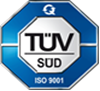 Q
TÜV
SÜD
ISO 9001